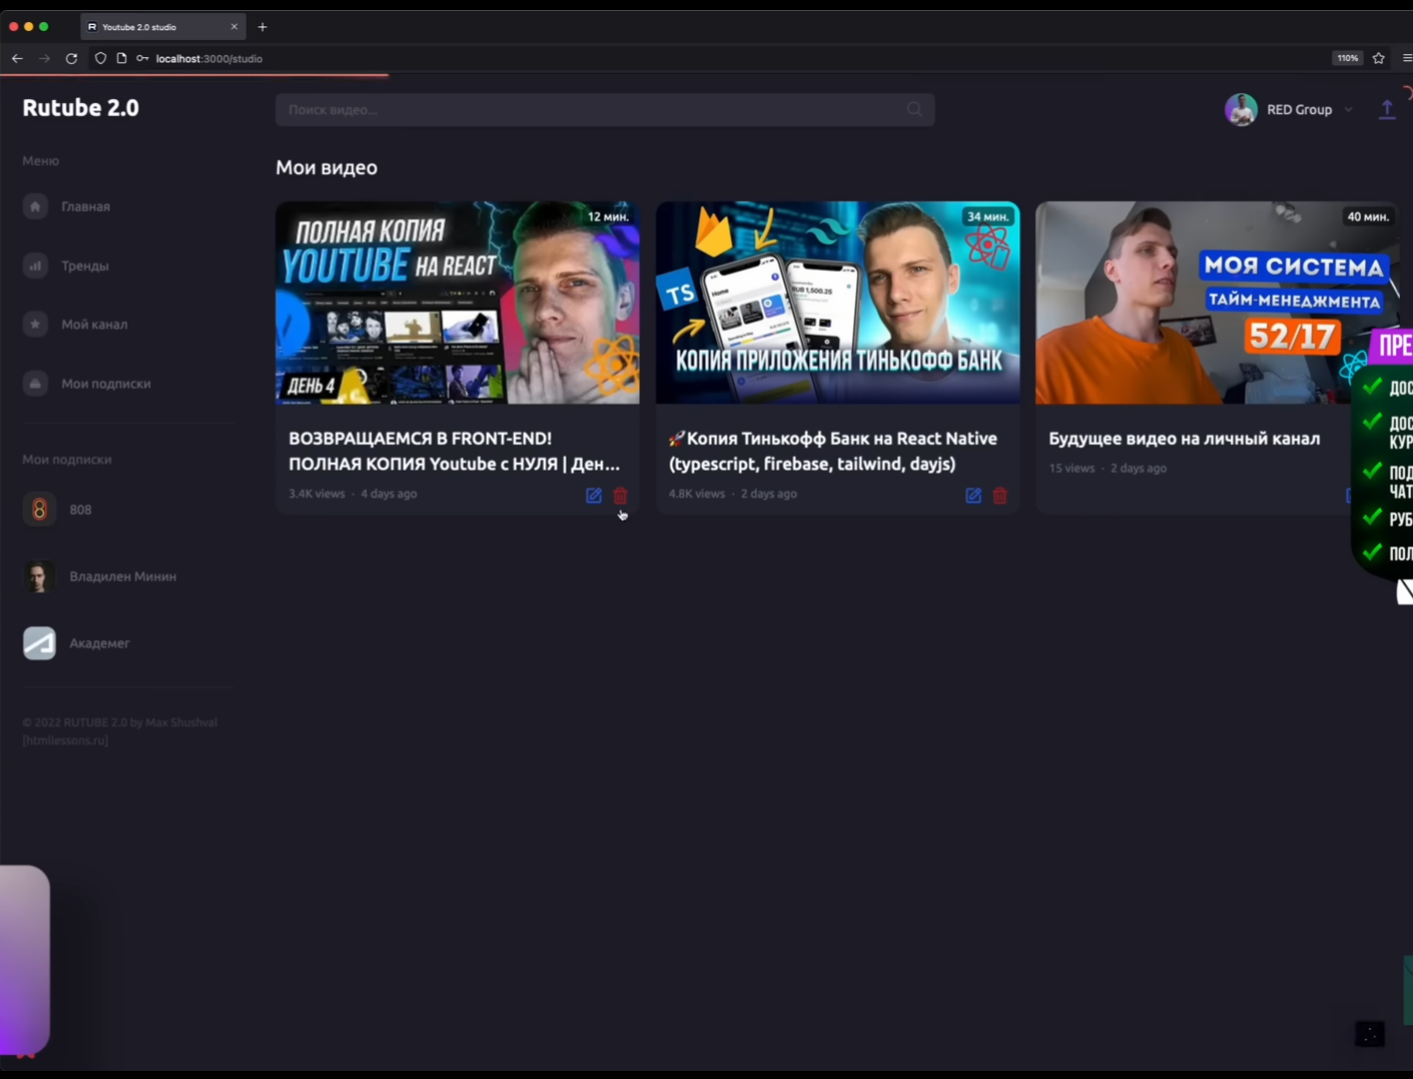 Youtube 2.0 studio
localhost:3000/studio
110%
Rutube 2.0
Поиск видео...
RED Group
Меню
Главная
Тренды
Мой канал
Мои подписки
Мои подписки
808
Владилен Минин
Академег
© 2022 RUTUBE 2.0 by Max Shushval
[htmllessons.ru]
Мои видео
12 мин.
ПОЛНАЯ КОПИЯ
YOUTUBE НА REACT
ДЕНЬ 4
ВОЗВРАЩАЕМСЯ В FRONT-END!
ПОЛНАЯ КОПИЯ Youtube с НУЛЯ | Ден...
3.4K views · 4 days ago
34 мин.
TS
Home
RUB 1,500.25
КОПИЯ ПРИЛОЖЕНИЯ ТИНЬКОФФ БАНК
🚀Копия Тинькофф Банк на React Native
(typescript, firebase, tailwind, dayjs)
4.8K views · 2 days ago
40 мин.
МОЯ СИСТЕМА
ТАЙМ-МЕНЕДЖМЕНТА
52/17
Будущее видео на личный канал
15 views · 2 days ago
ПРЕ
ДОС
ДОС
КУР
ПОД
ЧАТ
РУБ
ПОЛ